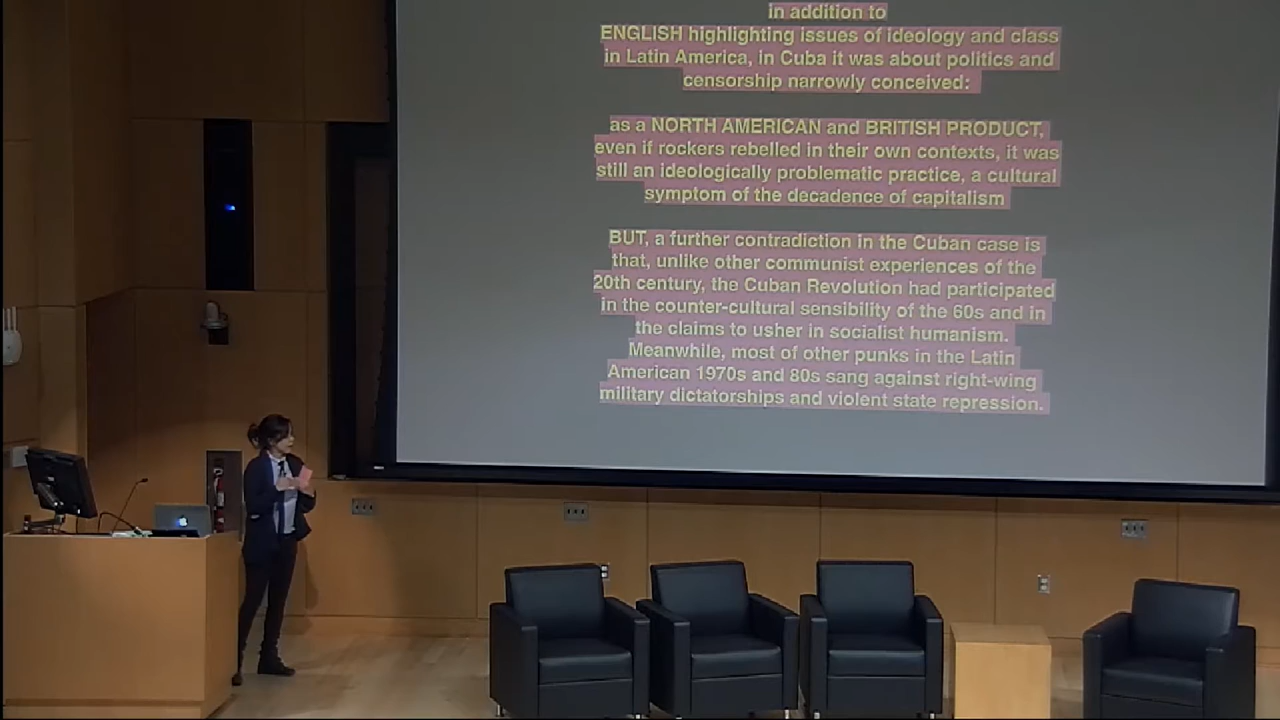 in addition to
ENGLISH highlighting issues of ideology and class
in Latin America, in Cuba it was about politics and
censorship narrowly conceived:
as a NORTH AMERICAN and BRITISH PRODUCT,
even if rockers rebelled in their own contexts, it was
still an ideologically problematic practice, a cultural
symptom of the decadence of capitalism
BUT, a further contradiction in the Cuban case is
that, unlike other communist experiences of the
20th century, the Cuban Revolution had participated
in the counter-cultural sensibility of the 60s and in
the claims to usher in socialist humanism.
Meanwhile, most of other punks in the Latin
American 1970s and 80s sang against right-wing
military dictatorships and violent state repression.